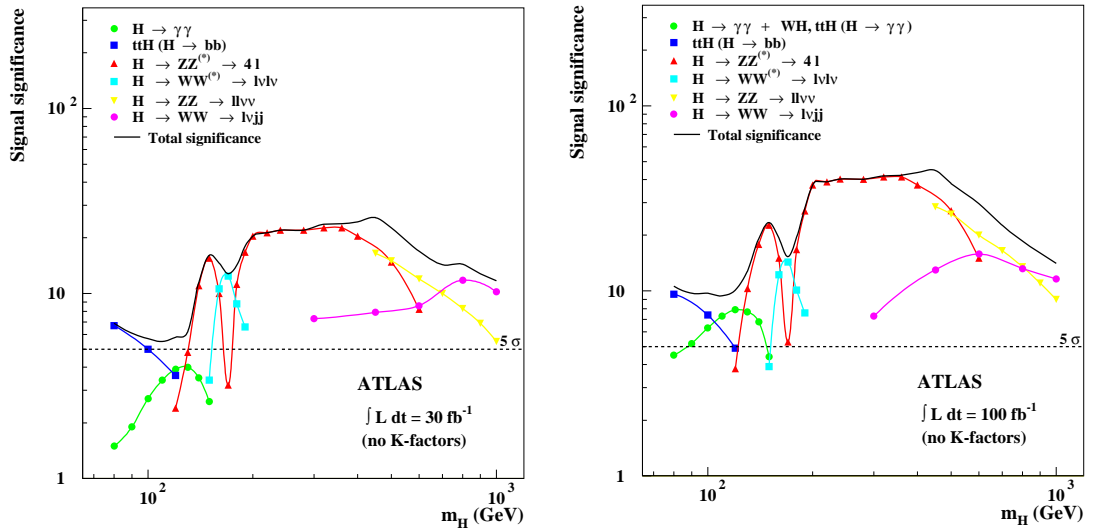 Signal significance
H → γγ
ttH (H → bb)
H → ZZ(*) → 4 l
H → WW(*) → lνlν
H → ZZ → llνν
H → WW → lνjj
Total significance
10²
10
5 σ
ATLAS
∫ L dt = 30 fb⁻¹
(no K-factors)
1
10² 10³
m_H (GeV)
Signal significance
H → γγ + WH, ttH (H → γγ)
ttH (H → bb)
H → ZZ(*) → 4 l
H → WW(*) → lνlν
H → ZZ → llνν
H → WW → lνjj
Total significance
10²
10
5 σ
ATLAS
∫ L dt = 100 fb⁻¹
(no K-factors)
1
10² 10³
m_H (GeV)